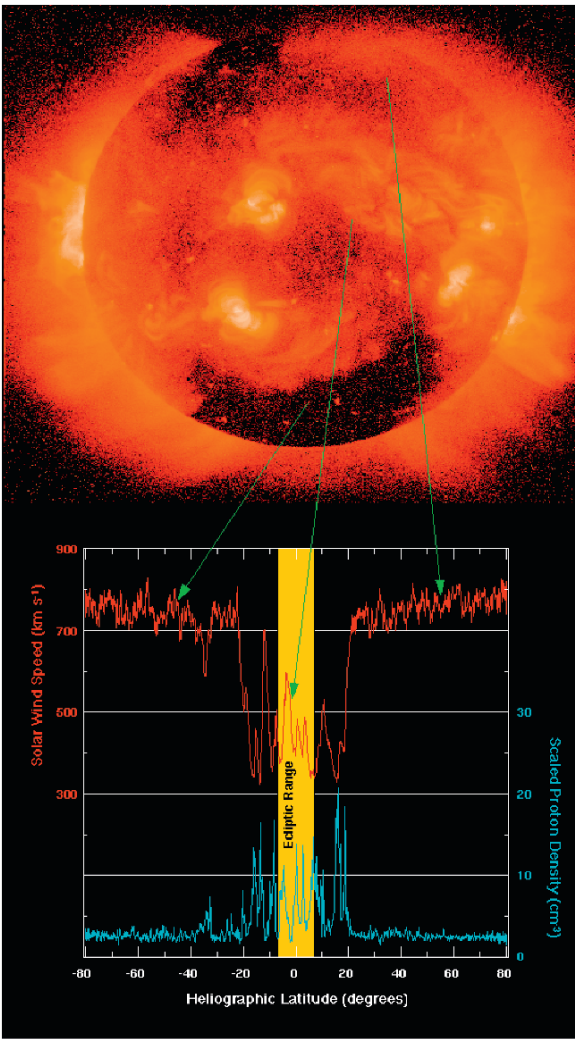 900
700
500
300
Solar Wind Speed (km s-1)
30
20
10
0
Scaled Proton Density (cm3)
Ecliptic Range
-80 -60 -40 -20 0 20 40 60 80
Heliographic Latitude (degrees)